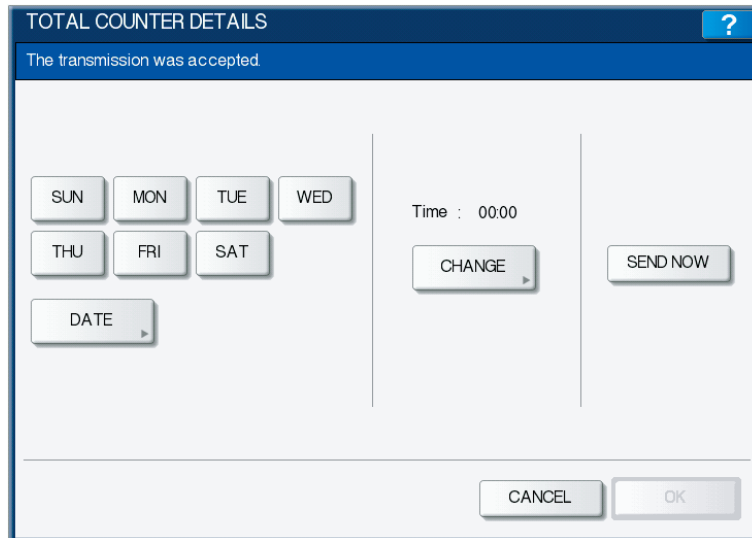 TOTAL COUNTER DETAILS
?
The transmission was accepted.
SUN MON TUE WED
THU FRI SAT
DATE
Time : 00:00
CHANGE
SEND NOW
CANCEL OK